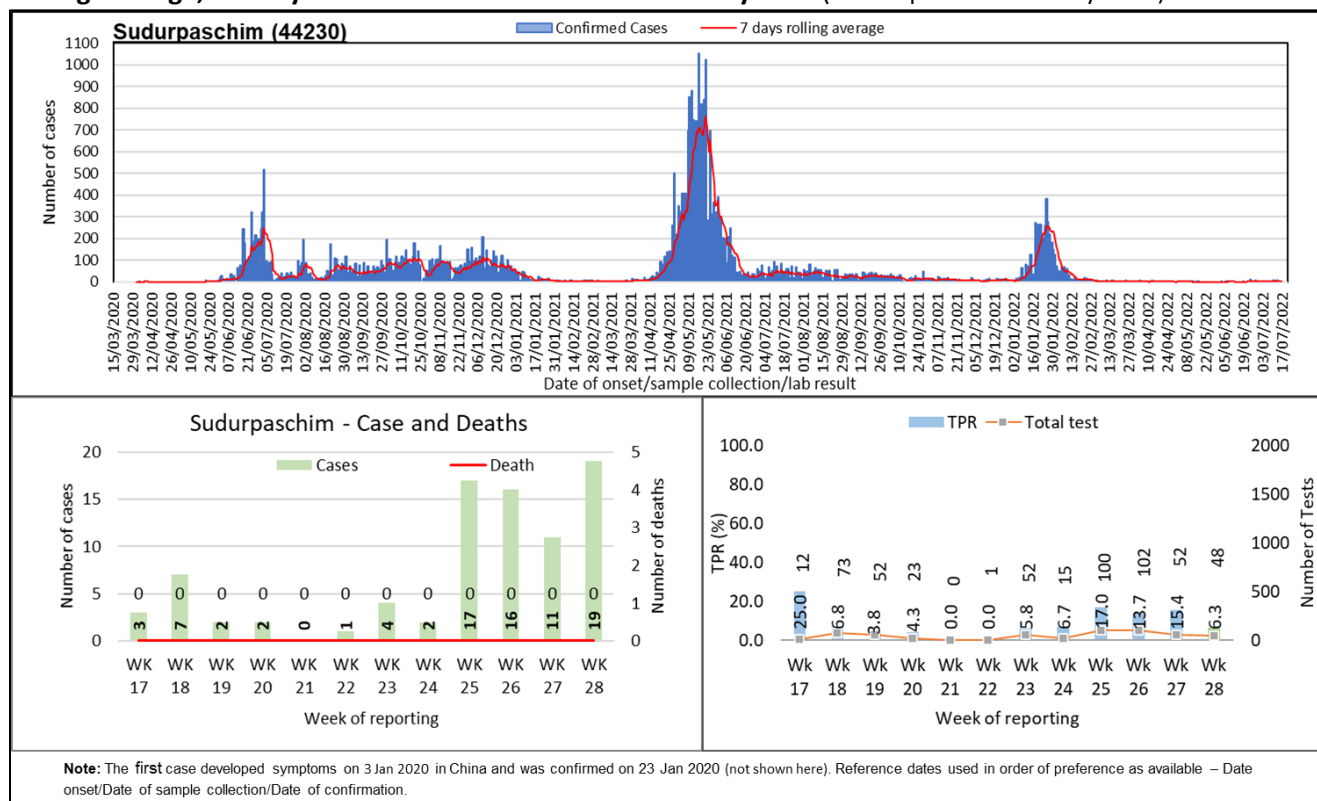 Sudurpaschim (44230)
Confirmed Cases 7 days rolling average
Number of cases
1100
1000
900
800
700
600
500
400
300
200
100
0
15/03/2020 29/03/2020 12/04/2020 26/04/2020 10/05/2020 24/05/2020 07/06/2020 21/06/2020 05/07/2020 19/07/2020 02/08/2020 16/08/2020 30/08/2020 13/09/2020 27/09/2020 11/10/2020 25/10/2020 08/11/2020 22/11/2020 06/12/2020 20/12/2020 03/01/2021 17/01/2021 31/01/2021 14/02/2021 28/02/2021 14/03/2021 28/03/2021 11/04/2021 25/04/2021 09/05/2021 23/05/2021 06/06/2021 20/06/2021 04/07/2021 18/07/2021 01/08/2021 15/08/2021 29/08/2021 12/09/2021 26/09/2021 10/10/2021 24/10/2021 07/11/2021 21/11/2021 05/12/2021 19/12/2021 02/01/2022 16/01/2022 30/01/2022 13/02/2022 27/02/2022 13/03/2022 27/03/2022 10/04/2022 24/04/2022 08/05/2022 22/05/2022 05/06/2022 19/06/2022 03/07/2022 17/07/2022
Date of onset/sample collection/lab result
Sudurpaschim - Case and Deaths
Cases Death
Number of cases
20
15
10
5
0
5
4
3
2
1
0
Number of deaths
0 0 0 0 0 0 0 0 0 0 0 0
3 7 2 2 0 1 4 2 17 16 11 19
WK WK WK WK WK WK WK WK WK WK WK WK
17 18 19 20 21 22 23 24 25 26 27 28
Week of reporting
TPR Total test
TPR (%)
100.0
80.0
60.0
40.0
20.0
0.0
2000
1500
1000
500
0
Number of Tests
12 73 52 23 0 1 52 15 100 102 52 48
25.0 6.8 3.8 4.3 0.0 0.0 5.8 6.7 17.0 13.7 15.4 6.3
Wk Wk Wk Wk Wk Wk Wk Wk Wk Wk Wk Wk
17 18 19 20 21 22 23 24 25 26 27 28
Week of reporting
Note: The first case developed symptoms on 3 Jan 2020 in China and was confirmed on 23 Jan 2020 (not shown here). Reference dates used in order of preference as available – Date
onset/Date of sample collection/Date of confirmation.